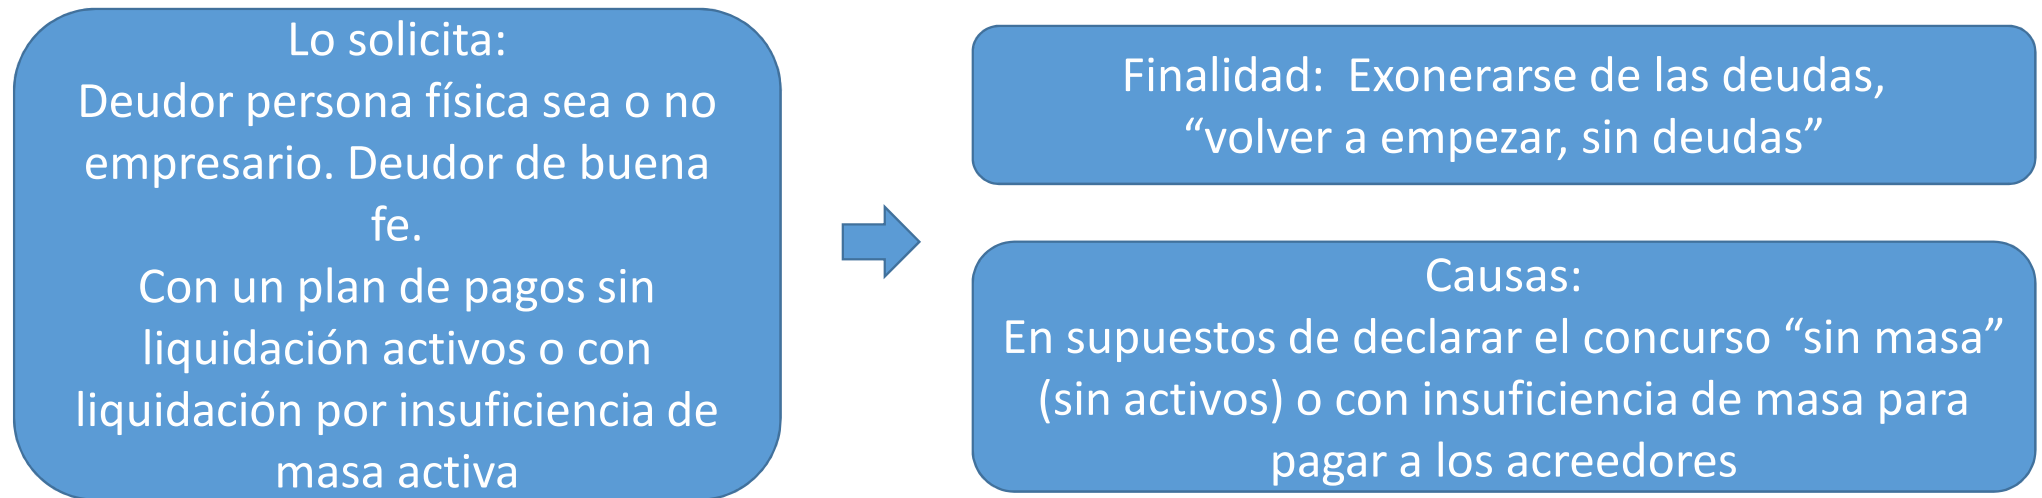 Lo solicita:
Deudor persona física sea o no
empresario. Deudor de buena
fe.
Con un plan de pagos sin
liquidación activos o con
liquidación por insuficiencia de
masa activa
Finalidad: Exonerarse de las deudas,
“volver a empezar, sin deudas”
Causas:
En supuestos de declarar el concurso “sin masa”
(sin activos) o con insuficiencia de masa para
pagar a los acreedores